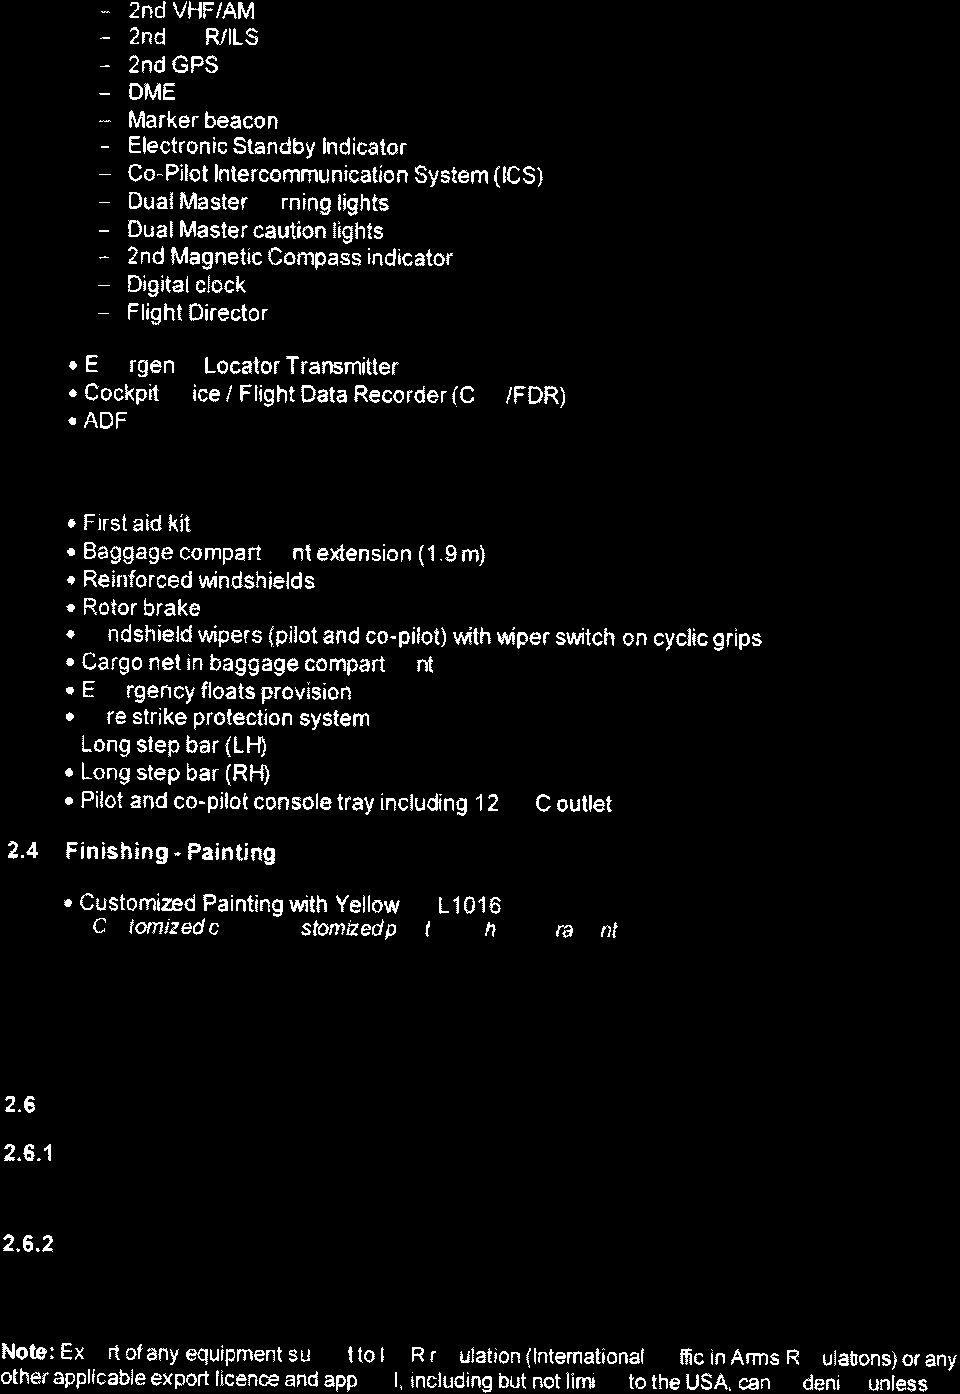 – 2nd VHF/AM
– 2nd R/ILS
– 2nd GPS
– DME
– Marker beacon
– Electronic Standby Indicator
– Co-Pilot Intercommunication System (ICS)
– Dual Master rning lights
– Dual Master caution lights
– 2nd Magnetic Compass indicator
– Digital clock
– Flight Director
• E rgen Locator Transmitter
• Cockpit ice / Flight Data Recorder (C /FDR)
• ADF
• First aid kit
• Baggage compart nt extension (1.9 m)
• Reinforced windshields
• Rotor brake
• ndshield wipers (pilot and co-pilot) with wiper switch on cyclic grips
• Cargo net in baggage compart nt
• E rgency floats provision
• re strike protection system
Long step bar (LH)
• Long step bar (RH)
• Pilot and co-pilot console tray including 12 C outlet
2.4 Finishing - Painting
• Customized Painting with Yellow L1016
C tomized c stomized p t h ra nt
2.6
2.6.1
2.6.2
Note: Ex rt of any equipment su t to I R r ulation (International ffic in Arms R ulations) or any
other applicable export licence and app l, including but not limi to the USA, can deni unless